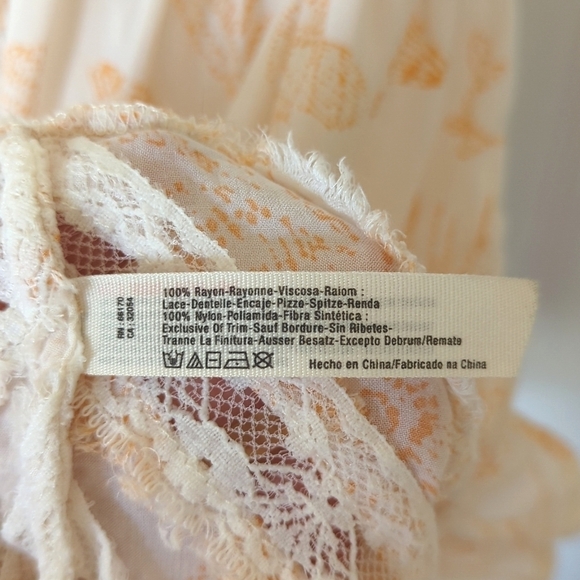 100% Rayon-Rayonne-Viscosa-Raiom :
Lace-Dentelle-Encaje-Pizzo-Spitze-Renda
100% Nylon-Poliamida-Fibra Sintética :
Exclusive Of Trim-Sauf Bordure-Sin Ribetes-
Tranne La Finitura-Ausser Besatz-Excepto Debrum/Remate
Hecho en China/Fabricado na China
RN : 66170
CA : 32054